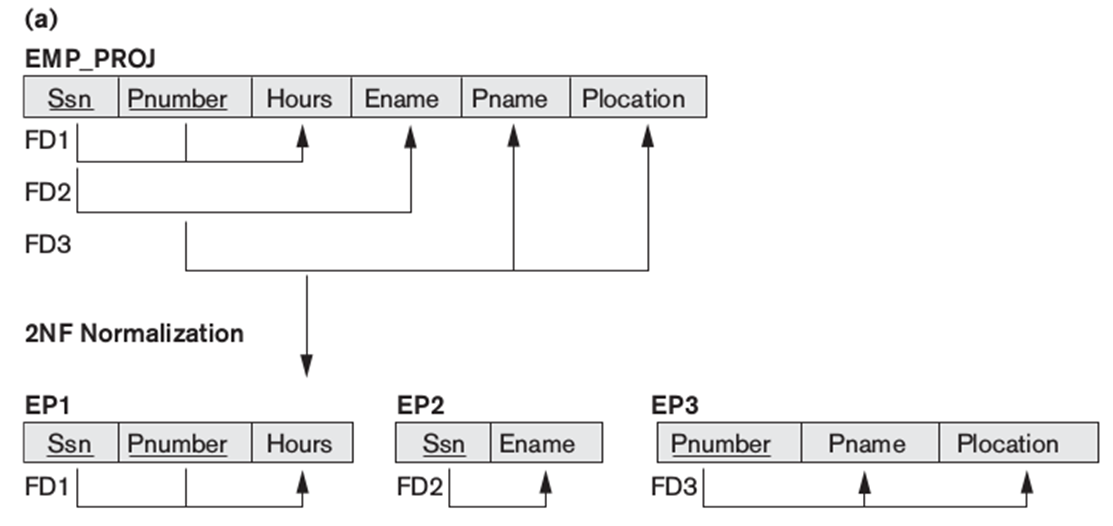 (a)
EMP_PROJ
Ssn Pnumber Hours Ename Pname Plocation
FD1
FD2
FD3
2NF Normalization
EP1 EP2 EP3
Ssn Pnumber Hours Ssn Ename Pnumber Pname Plocation
FD1 FD2 FD3